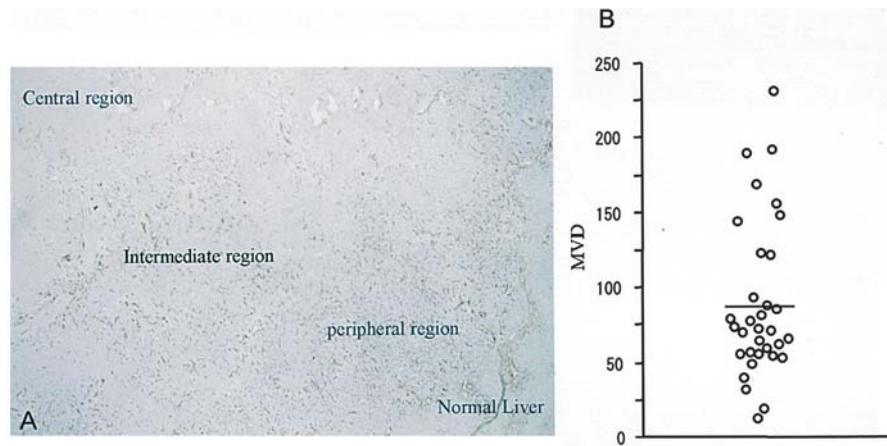 Central region
Intermediate region
peripheral region
Normal Liver
A
B
250
200
150
100
50
0
MVD